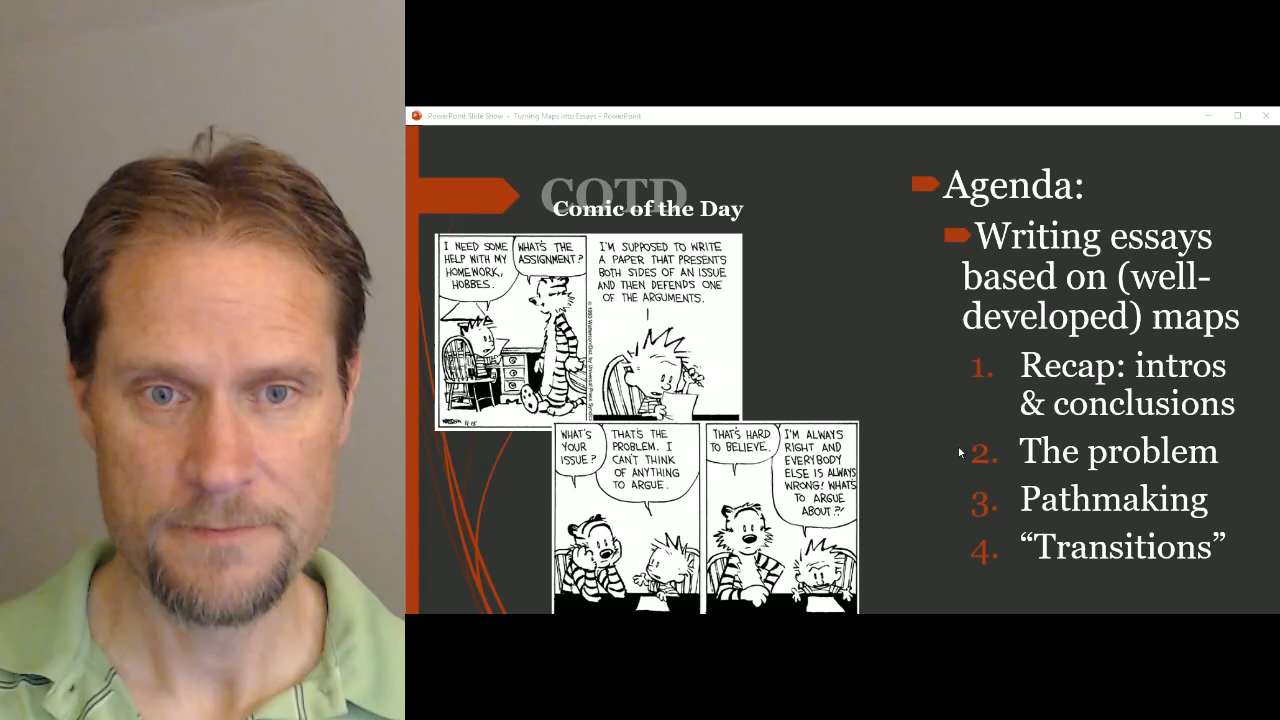 PowerPoint Slide Show - Turning Maps into Essays - PowerPoint
COTD
Comic of the Day
I NEED SOME
HELP WITH MY
HOMEWORK,
HOBBES.
WHAT'S THE
ASSIGNMENT?
I'M SUPPOSED TO WRITE
A PAPER THAT PRESENTS
BOTH SIDES OF AN ISSUE
AND THEN DEFENDS ONE
OF THE ARGUMENTS.
WHAT'S
YOUR
ISSUE?
THAT'S THE
PROBLEM. I
CAN'T THINK
OF ANYTHING
TO ARGUE.
THAT'S HARD
TO BELIEVE.
I'M ALWAYS
RIGHT AND
EVERYBODY
ELSE IS ALWAYS
WRONG! WHAT'S
TO ARGUE
ABOUT?!
Agenda:
Writing essays
based on (well-
developed) maps
1. Recap: intros
& conclusions
2. The problem
3. Pathmaking
4. “Transitions”